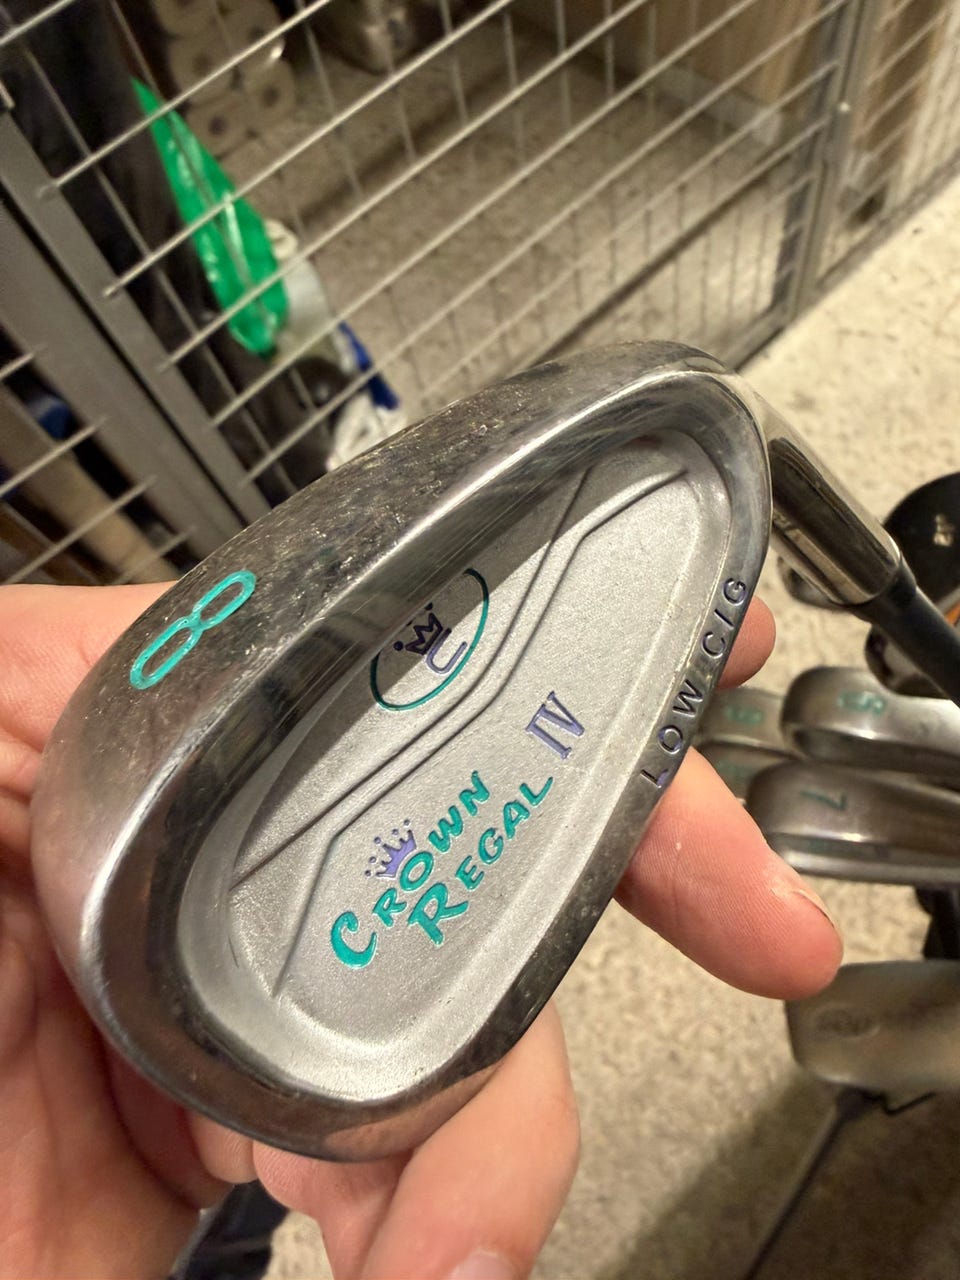 8
C
CROWN
REGAL IV
LOW C/G
7